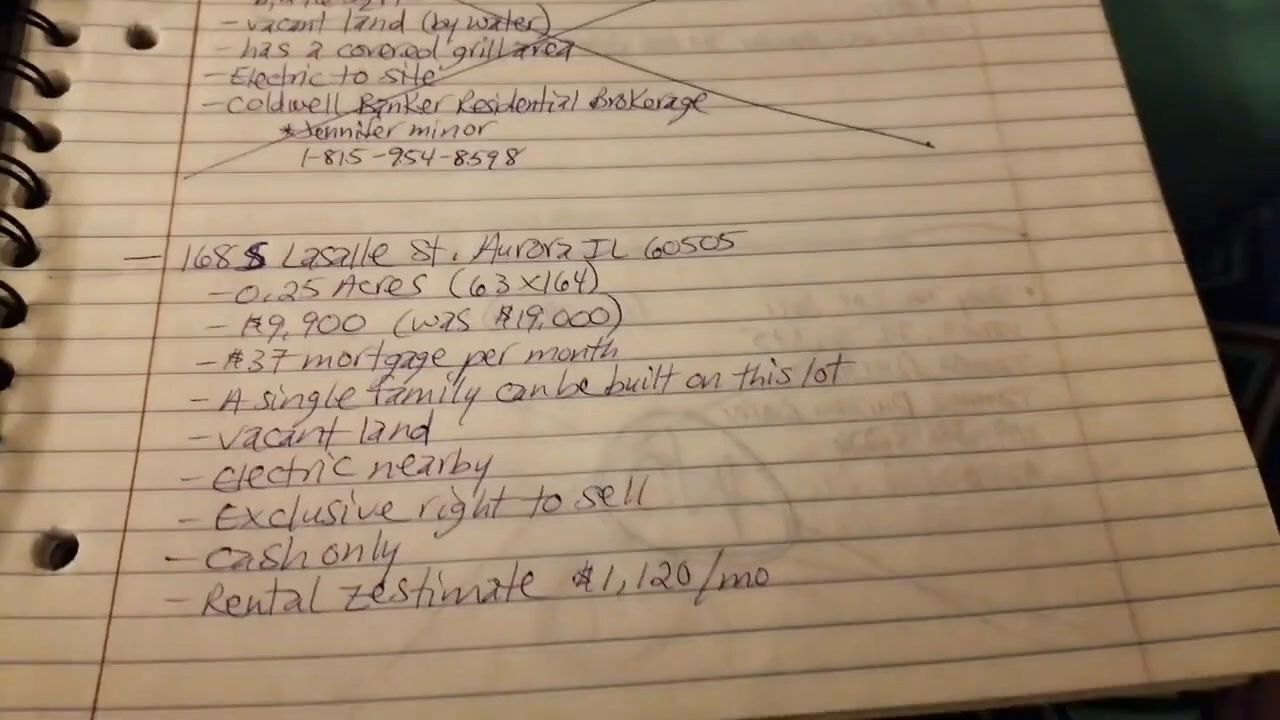 - vacant land (by water)
- has a covered grill area
- Electric to site
- Coldwell Banker Residential Brokerage
* Jennifer minor
1-815-954-8598
— 168 S Lasalle St. Aurora IL 60505
- 0.25 Acres (63x164)
- $9,900 (was $19,000)
- $37 mortgage per month
- A single family can be built on this lot
- vacant land
- electric nearby
- Exclusive right to sell
- cash only
- Rental zestimate $1,120/mo